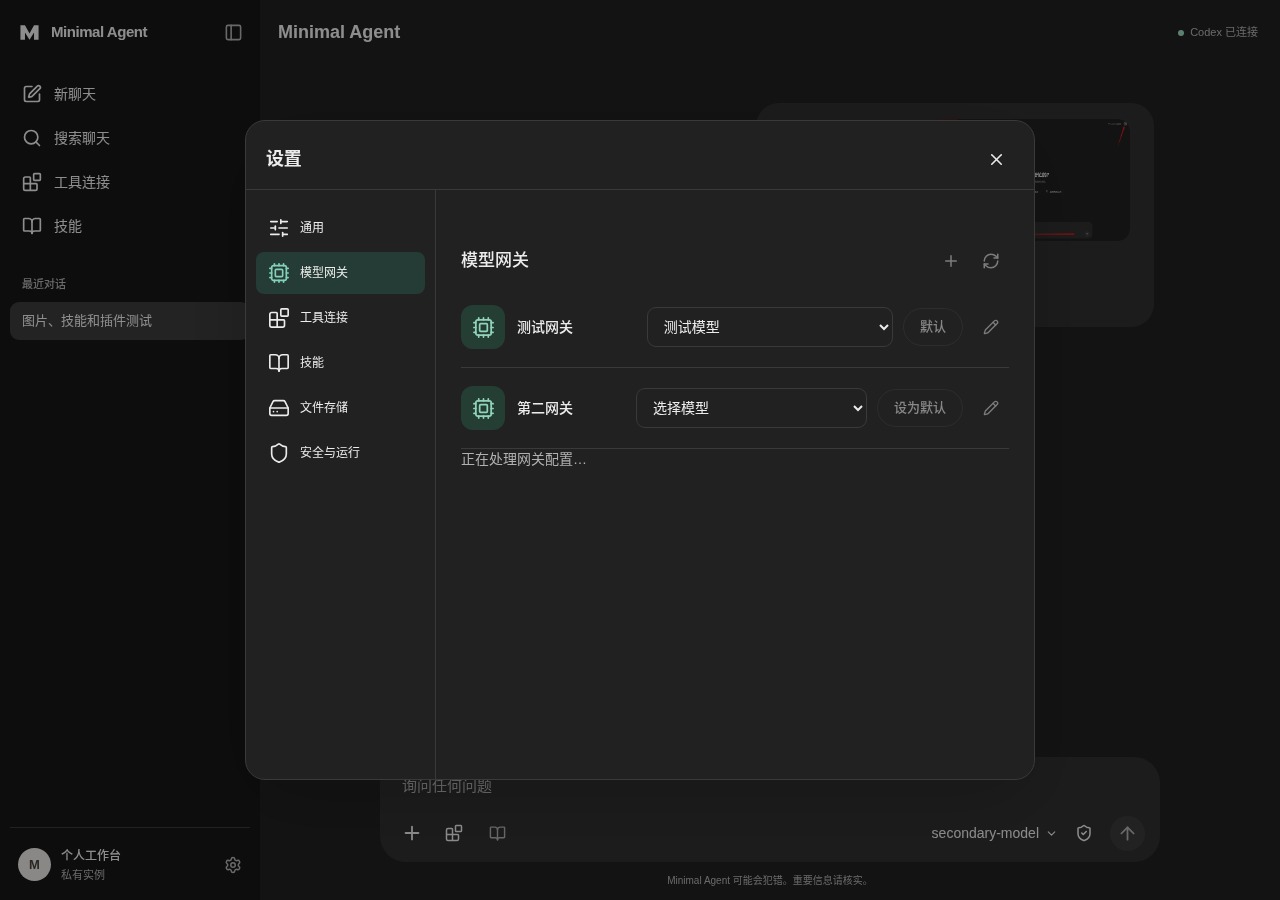 Minimal Agent
Minimal Agent
Codex 已连接
新聊天
搜索聊天
工具连接
技能
最近对话
图片、技能和插件测试
设置
通用
模型网关
工具连接
技能
文件存储
安全与运行
模型网关
测试网关
测试模型
默认
第二网关
选择模型
设为默认
正在处理网关配置…
询问任何问题
secondary-model
M
个人工作台
私有实例
Minimal Agent 可能会犯错。重要信息请核实。